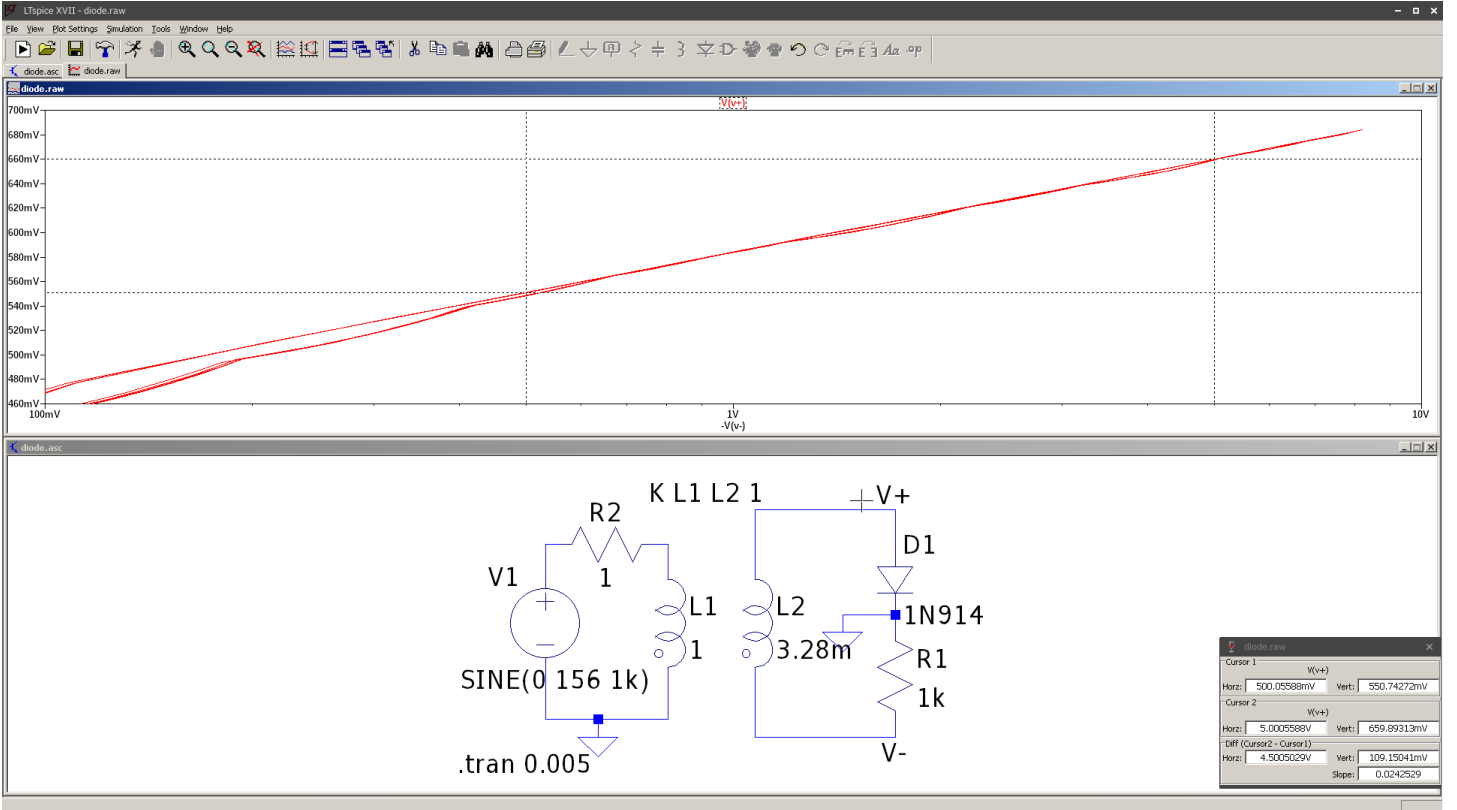 LTspice XVII - diode.raw
File View Plot Settings Simulation Tools Window Help
diode.asc diode.raw
diode.raw
V(v+)
700mV
680mV
660mV
640mV
620mV
600mV
580mV
560mV
540mV
520mV
500mV
480mV
460mV
100mV 1V 10V
-V(v-)
diode.asc
K L1 L2 1
V+
R2
1
D1
1N914
V1
SINE(0 156 1k)
L1
1
L2
3.28m
R1
1k
V-
.tran 0.005
diode.raw
Cursor 1
V(v+)
Horz: 500.05588mV Vert: 550.74272mV
Cursor 2
V(v+)
Horz: 5.0005588V Vert: 659.89313mV
Diff (Cursor2 - Cursor1)
Horz: 4.5005029V Vert: 109.15041mV
Slope: 0.0242529